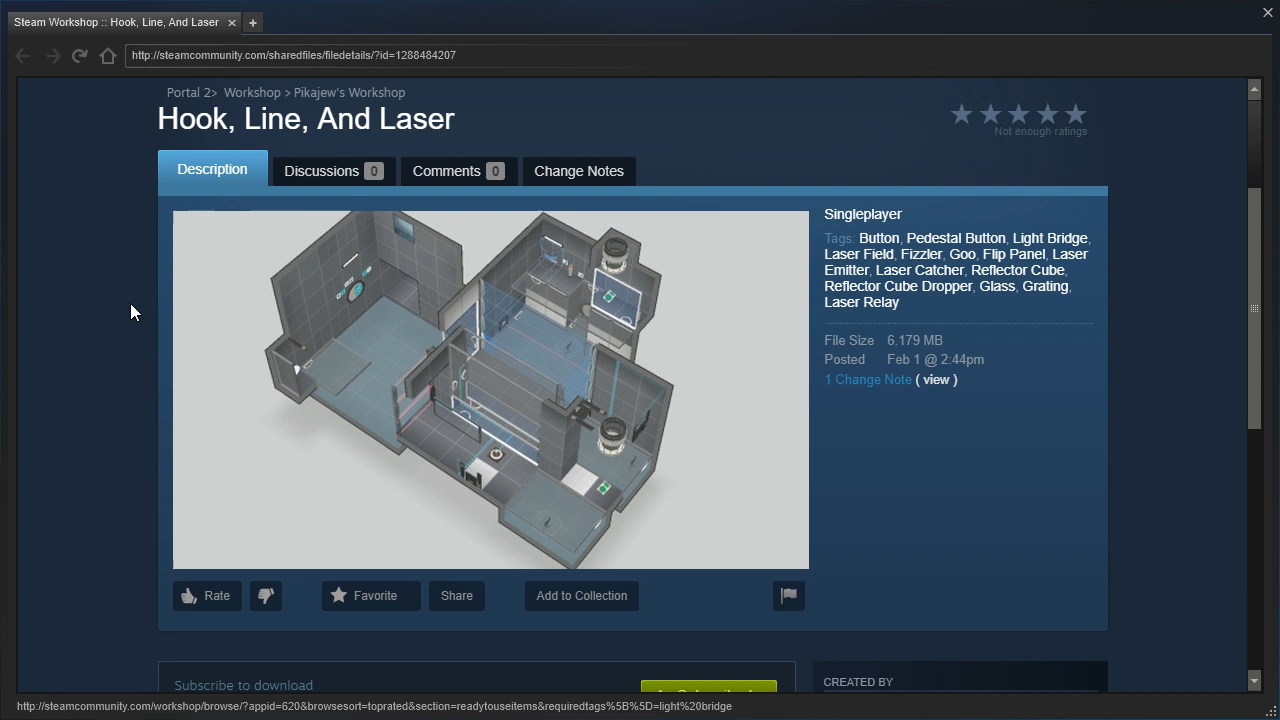 Steam Workshop :: Hook, Line, And Laser
http://steamcommunity.com/sharedfiles/filedetails/?id=1288484207
Portal 2> Workshop > Pikajew's Workshop
Hook, Line, And Laser
Not enough ratings
Description
Discussions 0
Comments 0
Change Notes
Singleplayer
Tags: Button, Pedestal Button, Light Bridge,
Laser Field, Fizzler, Goo, Flip Panel, Laser
Emitter, Laser Catcher, Reflector Cube,
Reflector Cube Dropper, Glass, Grating,
Laser Relay
File Size 6.179 MB
Posted Feb 1 @ 2:44pm
1 Change Note ( view )
Rate
Favorite
Share
Add to Collection
Subscribe to download
CREATED BY
http://steamcommunity.com/workshop/browse/?appid=620&browsesort=toprated&section=readytouseitems&requiredtags%5B%5D=light%20bridge